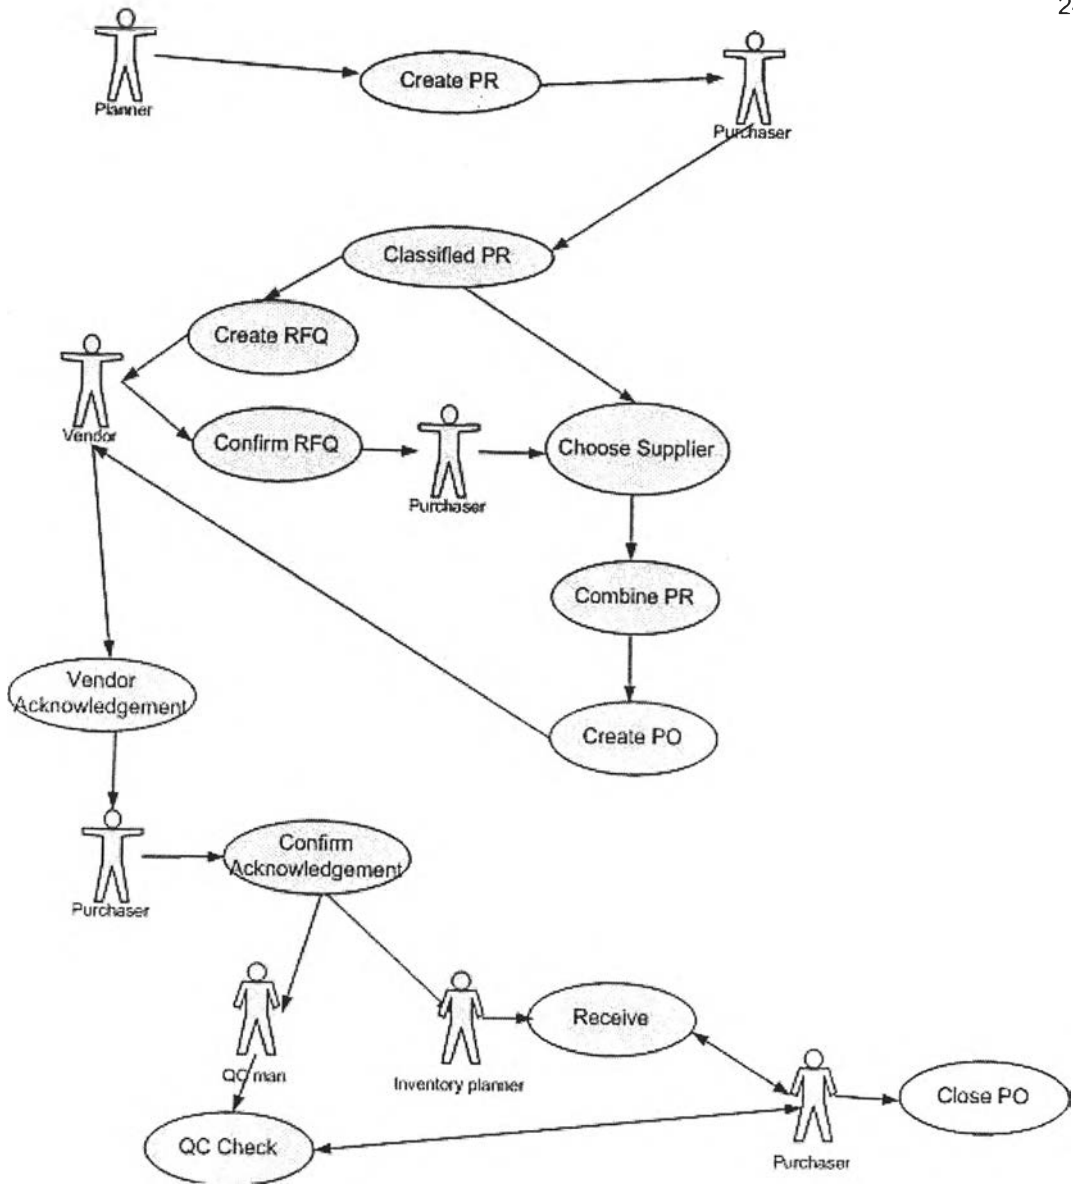 Planner
Create PR
Purchaser
Classified PR
Create RFQ
Vendor
Confirm RFQ
Purchaser
Choose Supplier
Combine PR
Vendor
Acknowledgement
Create PO
Purchaser
Confirm
Acknowledgement
QC man
Inventory planner
Receive
Close PO
QC Check
Purchaser